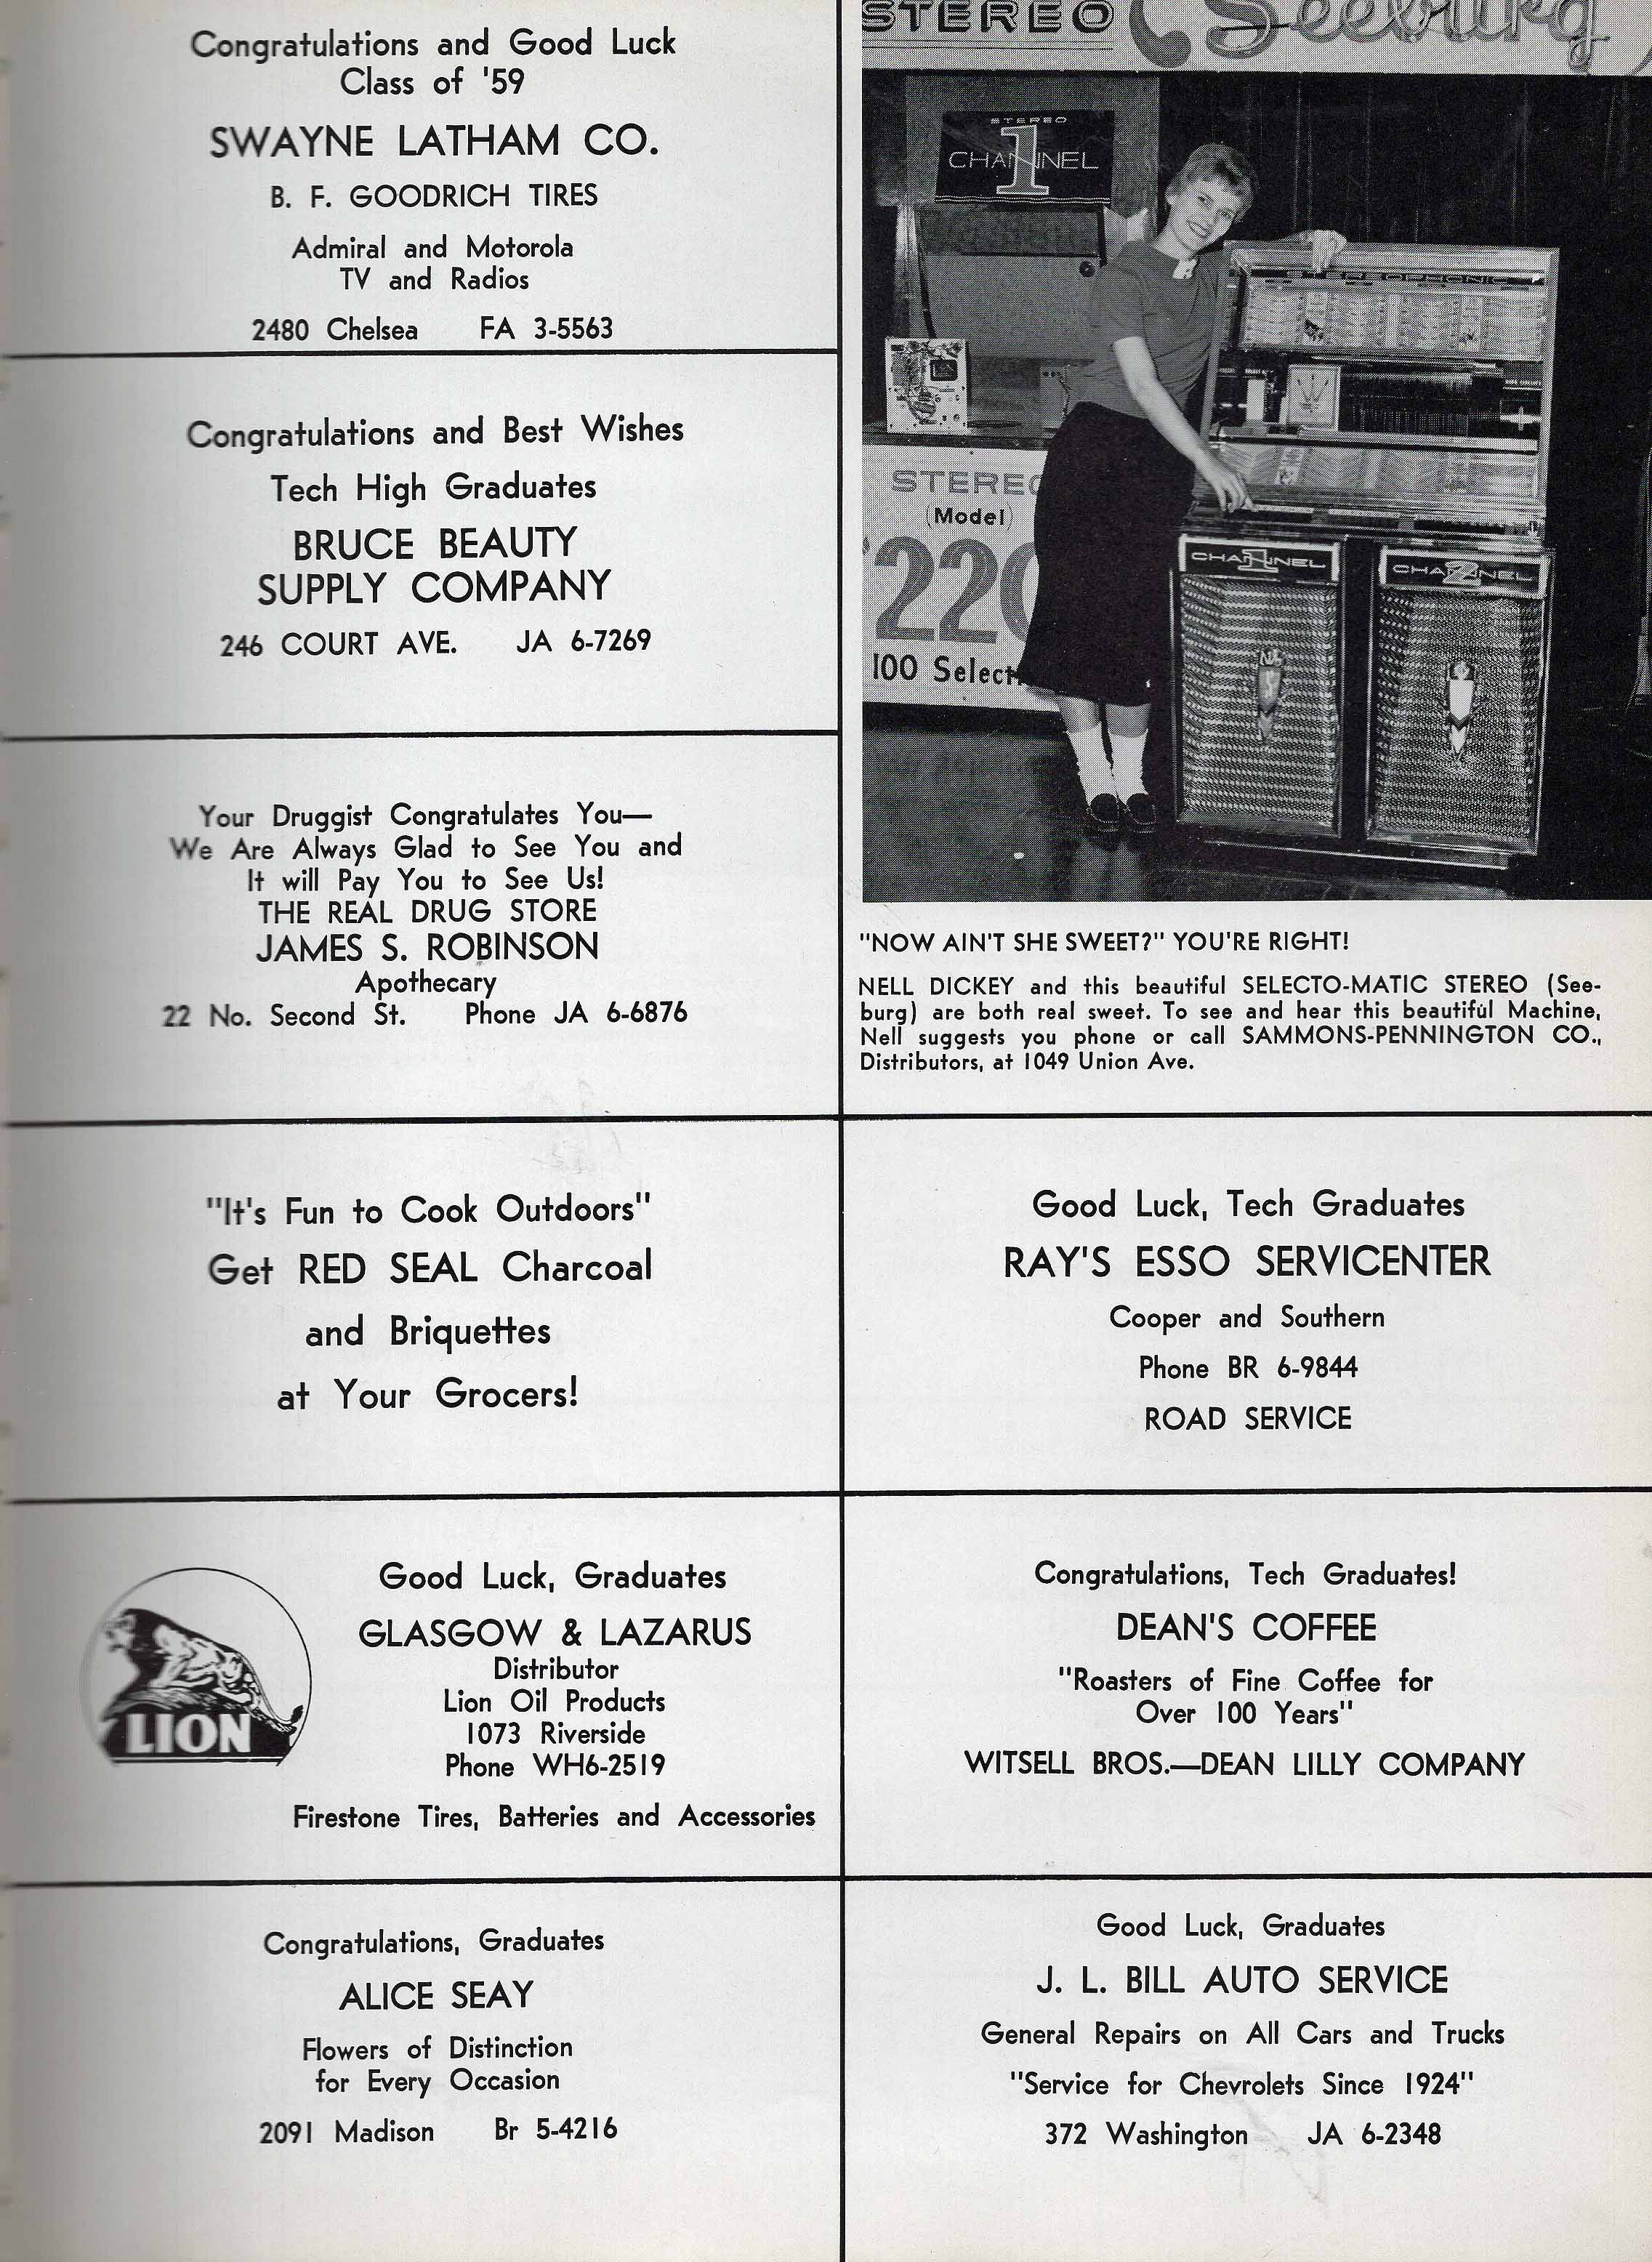 Congratulations and Good Luck
Class of '59
SWAYNE LATHAM CO.
B. F. GOODRICH TIRES
Admiral and Motorola
TV and Radios
2480 Chelsea FA 3-5563
Congratulations and Best Wishes
Tech High Graduates
BRUCE BEAUTY
SUPPLY COMPANY
246 COURT AVE. JA 6-7269
Your Druggist Congratulates You—
We Are Always Glad to See You and
It will Pay You to See Us!
THE REAL DRUG STORE
JAMES S. ROBINSON
Apothecary
22 No. Second St. Phone JA 6-6876
"It's Fun to Cook Outdoors"
Get RED SEAL Charcoal
and Briquettes
at Your Grocers!
LION
Good Luck, Graduates
GLASGOW & LAZARUS
Distributor
Lion Oil Products
1073 Riverside
Phone WH6-2519
Firestone Tires, Batteries and Accessories
Congratulations, Graduates
ALICE SEAY
Flowers of Distinction
for Every Occasion
2091 Madison Br 5-4216
STEREO Seeburg
STEREO
CHANNEL 1
STEREOPHONIC
STEREO
(Model)
220
100 Select
CHANNEL 1
CHANNEL 2
"NOW AIN'T SHE SWEET?" YOU'RE RIGHT!
NELL DICKEY and this beautiful SELECTO-MATIC STEREO (See-
burg) are both real sweet. To see and hear this beautiful Machine,
Nell suggests you phone or call SAMMONS-PENNINGTON CO.,
Distributors, at 1049 Union Ave.
Good Luck, Tech Graduates
RAY'S ESSO SERVICENTER
Cooper and Southern
Phone BR 6-9844
ROAD SERVICE
Congratulations, Tech Graduates!
DEAN'S COFFEE
"Roasters of Fine Coffee for
Over 100 Years"
WITSELL BROS.—DEAN LILLY COMPANY
Good Luck, Graduates
J. L. BILL AUTO SERVICE
General Repairs on All Cars and Trucks
"Service for Chevrolets Since 1924"
372 Washington JA 6-2348